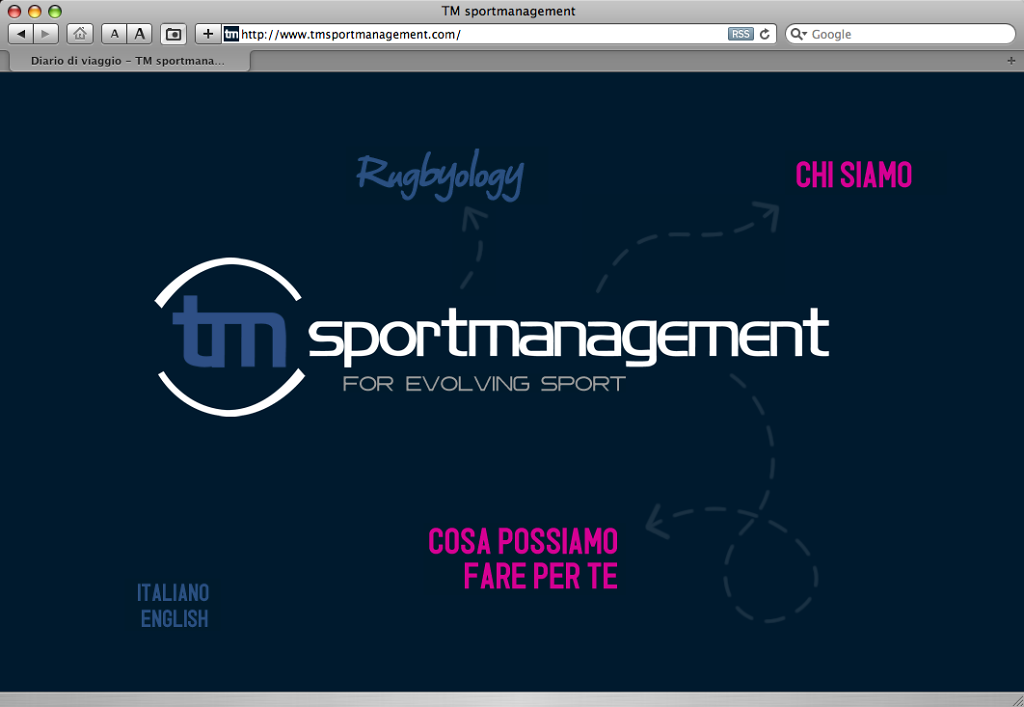 TM sportmanagement
A A + tm http://www.tmsportmanagement.com/ RSS Google
Diario di viaggio – TM sportmana... +
Rugbyology
CHI SIAMO
tm sportmanagement
FOR EVOLVING SPORT
COSA POSSIAMO
FARE PER TE
ITALIANO
ENGLISH